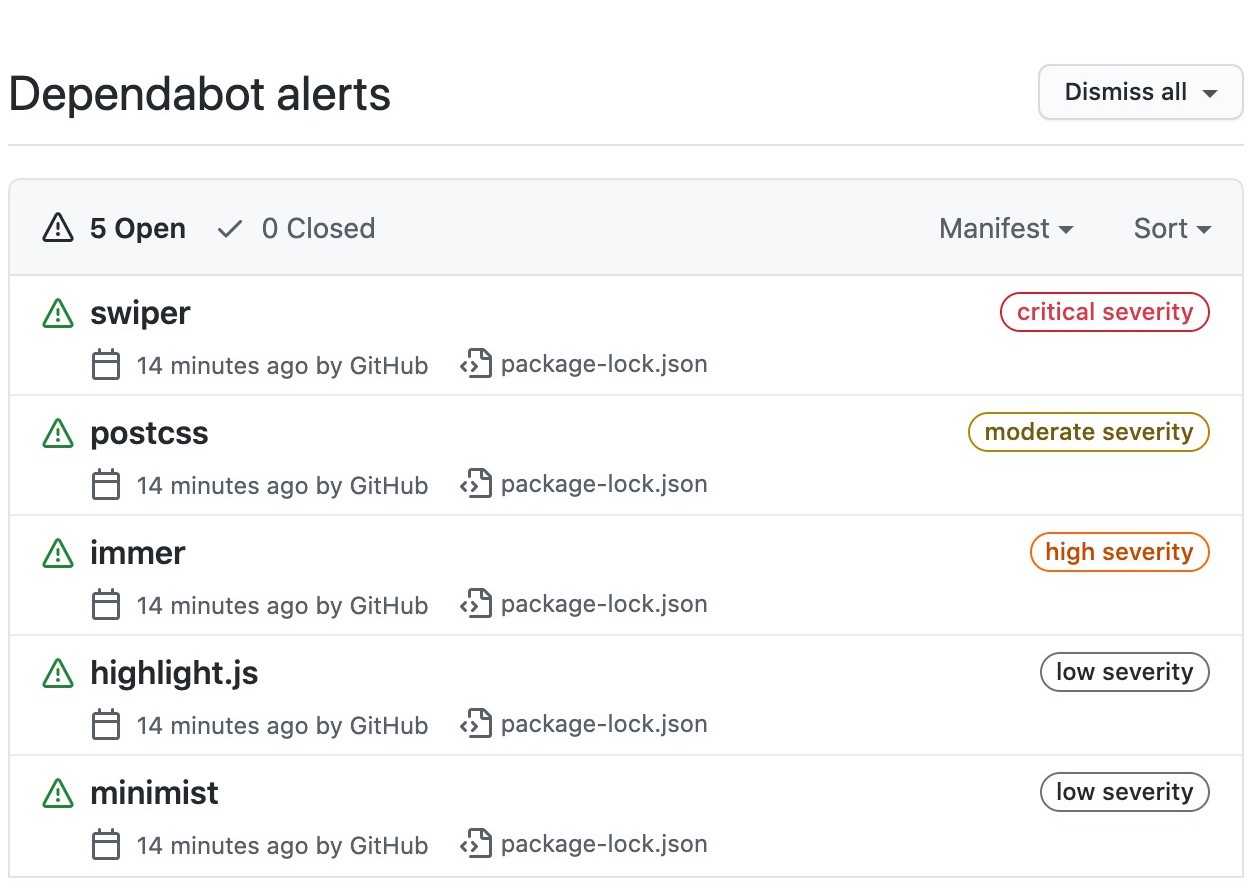 Dependabot alerts
Dismiss all
5 Open 0 Closed Manifest Sort
swiper critical severity
14 minutes ago by GitHub package-lock.json
postcss moderate severity
14 minutes ago by GitHub package-lock.json
immer high severity
14 minutes ago by GitHub package-lock.json
highlight.js low severity
14 minutes ago by GitHub package-lock.json
minimist low severity
14 minutes ago by GitHub package-lock.json